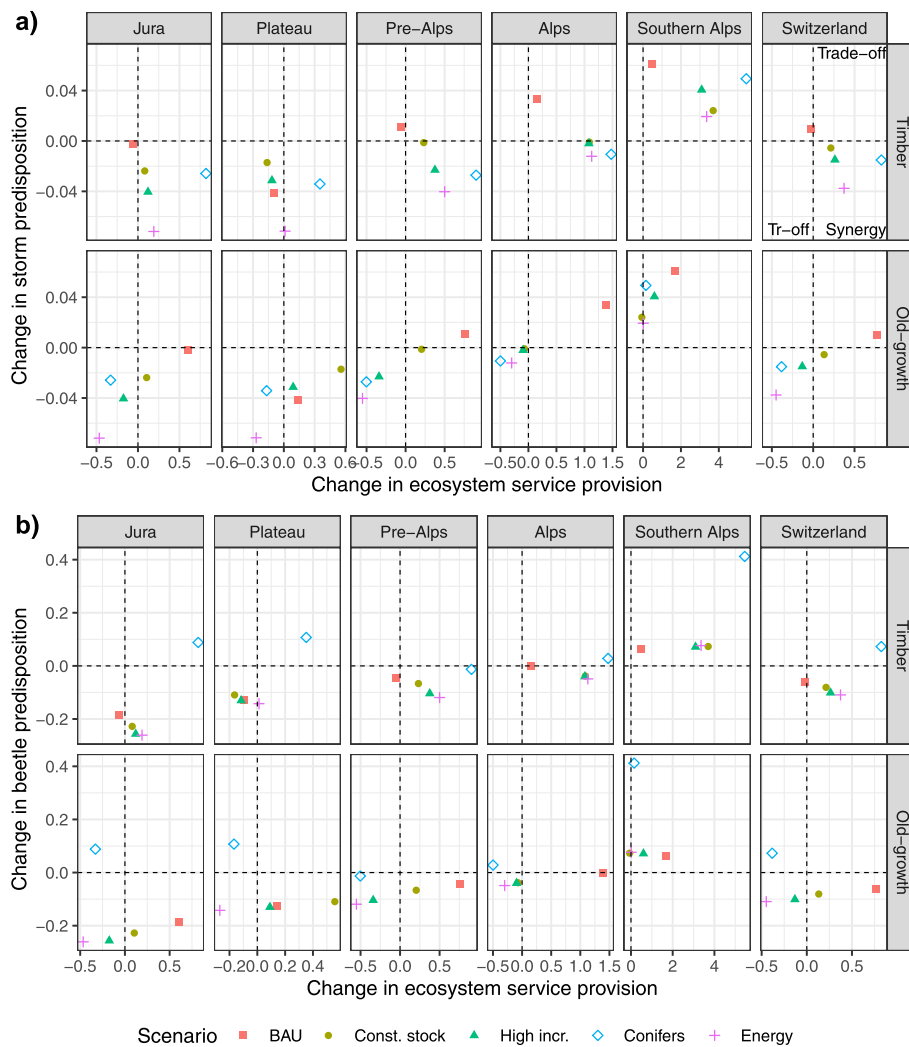 a)
Jura Plateau Pre−Alps Alps Southern Alps Switzerland
Trade−off
Tr−off Synergy
Timber
Old−growth
0.04
0.00
−0.04
0.04
0.00
−0.04
Change in storm predisposition
−0.5 0.0 0.5 −0.6 −0.3 0.0 0.3 0.6 −0.5 0.0 0.5 −0.5 0.0 0.5 1.0 1.5 0 2 4 −0.5 0.0 0.5
Change in ecosystem service provision
b)
Jura Plateau Pre−Alps Alps Southern Alps Switzerland
Timber
Old−growth
0.4
0.2
0.0
−0.2
0.4
0.2
0.0
−0.2
Change in beetle predisposition
−0.5 0.0 0.5 −0.2 0.0 0.2 0.4 −0.5 0.0 0.5 −0.5 0.0 0.5 1.0 1.5 0 2 4 −0.5 0.0 0.5
Change in ecosystem service provision
Scenario BAU Const. stock High incr. Conifers Energy